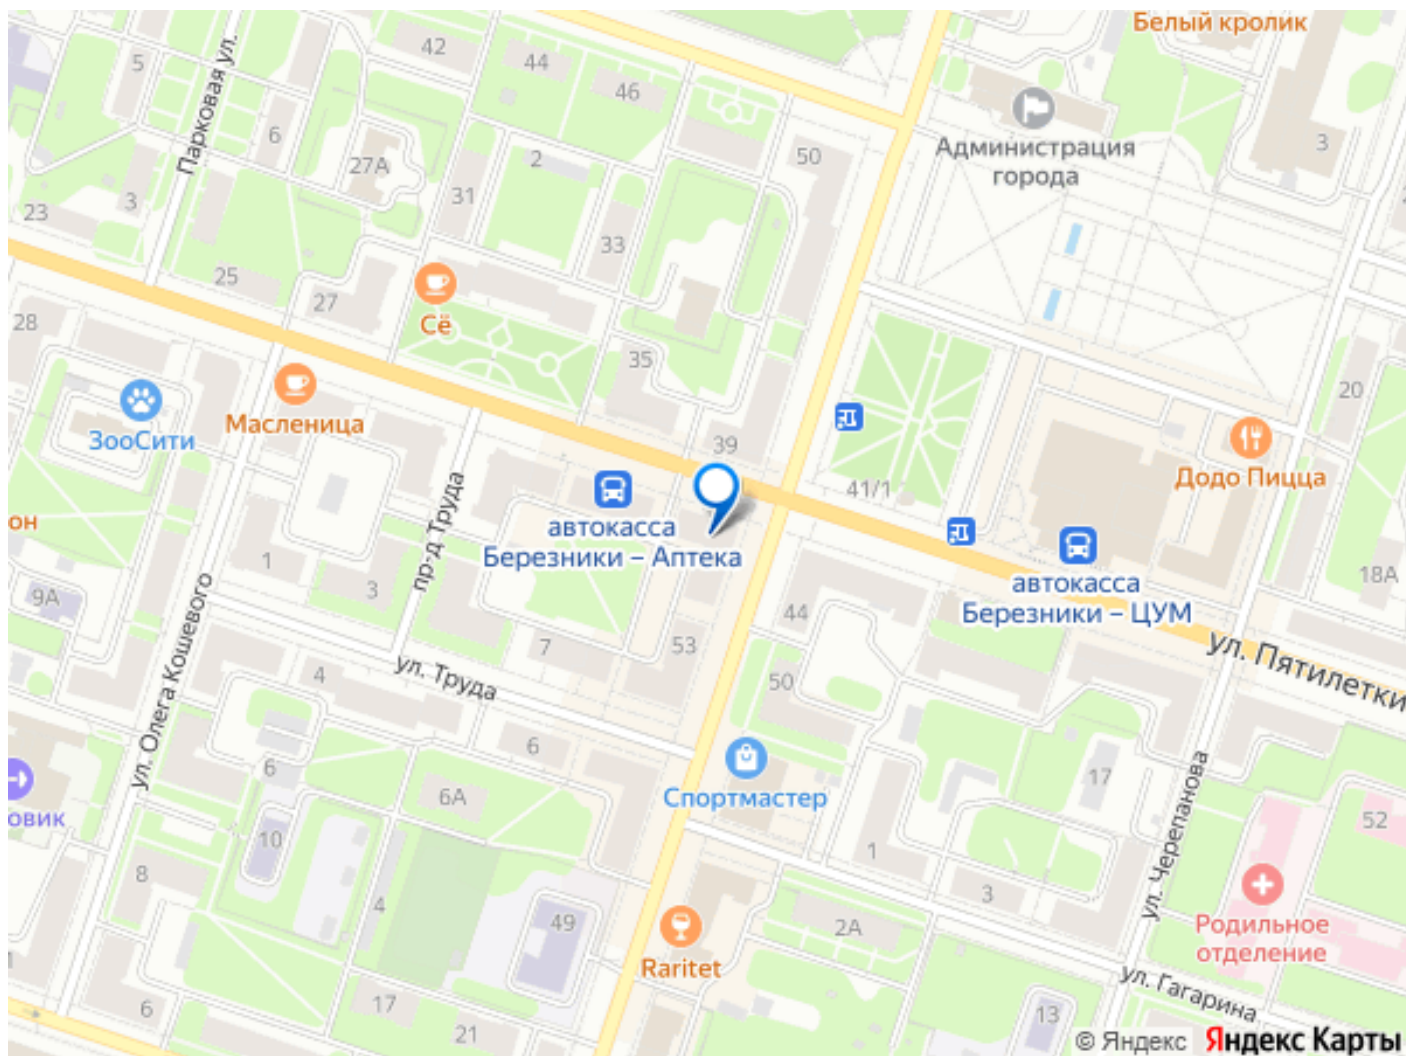 Белый кролик
42
5
44
46
Парковая ул.
6
27А
2
50
Администрация
города
3
31
3
23
33
25
27
Сё
28
35
20
ЗооСити
Масленица
39
Додо Пицца
41/1
он
пр-д Труда
автокасса
Березники – Аптека
автокасса
Березники – ЦУМ
18А
1
3
9А
44
ул. Пятилетки
ул. Олега Кошевого
7
53
4
ул. Труда
50
6
6
17
Спортмастер
6А
овик
10
52
ул. Черепанова
1
8
4
3
49
2А
Родильное
отделение
Raritet
ул. Гагарина
17
6
21
13
© Яндекс Яндекс Карты